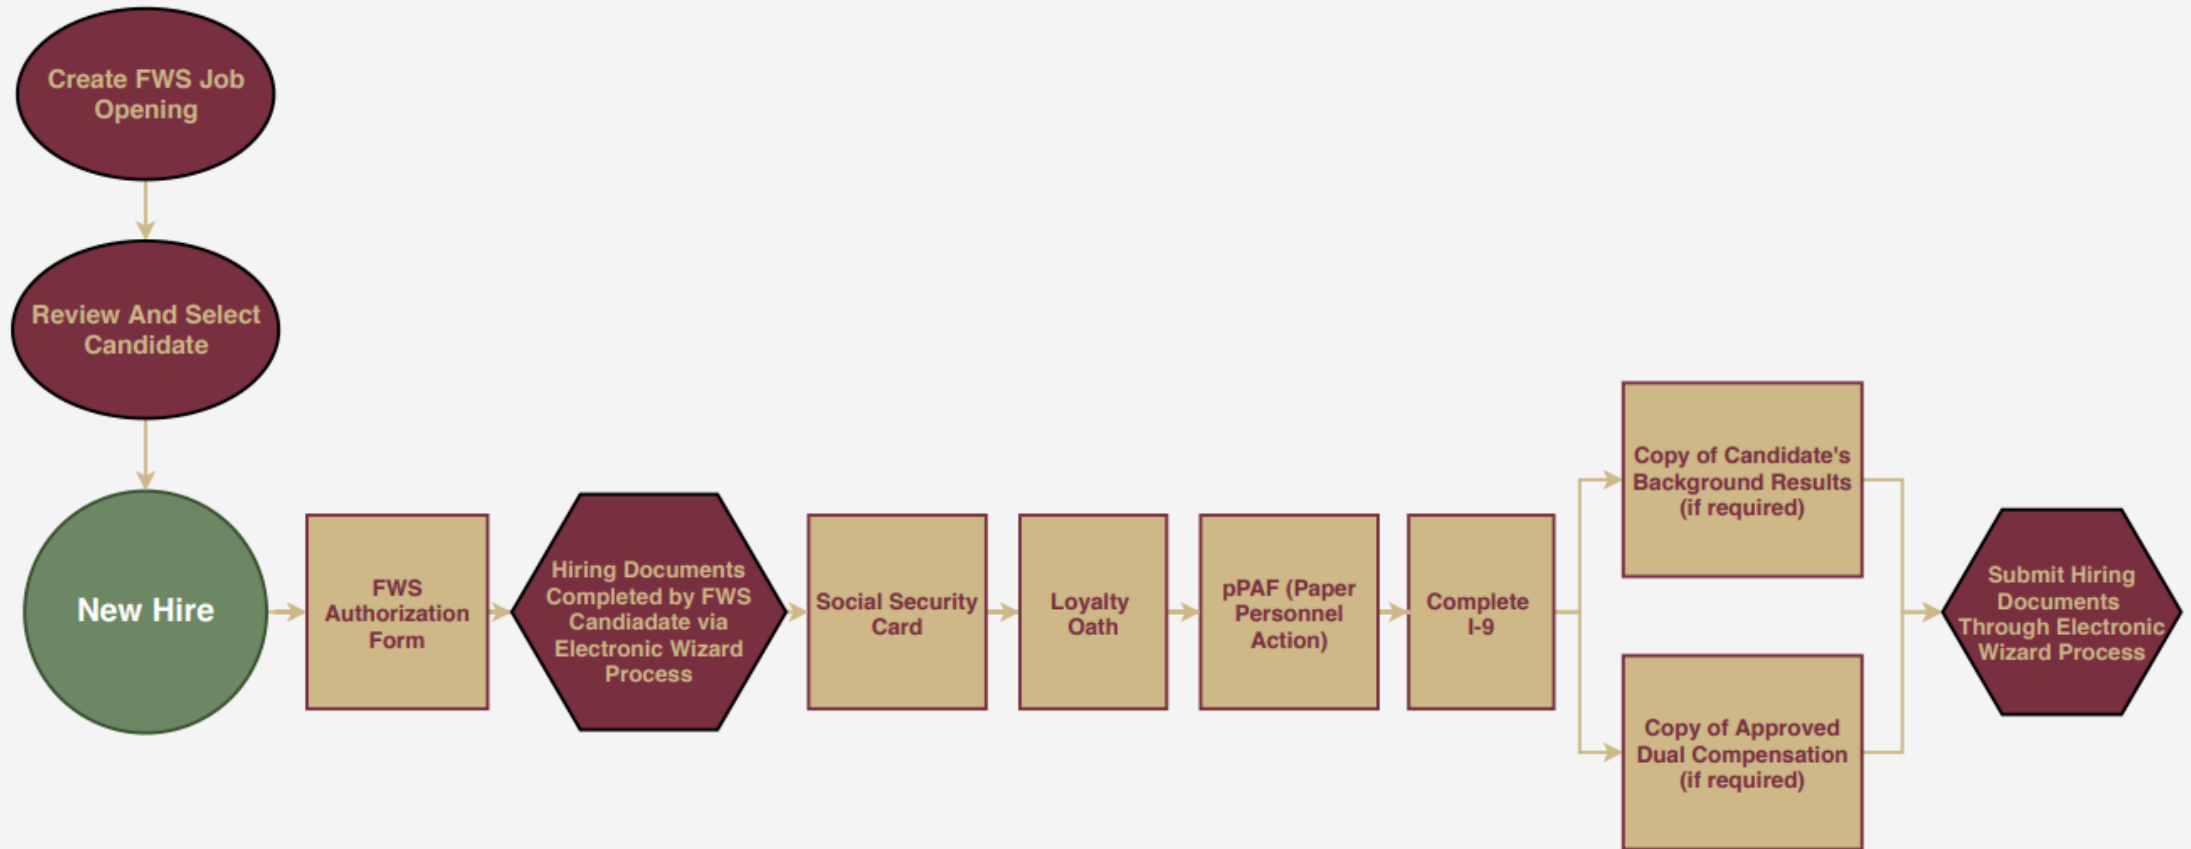 Create FWS Job
Opening
Review And Select
Candidate
New Hire
FWS
Authorization
Form
Hiring Documents
Completed by FWS
Candiadate via
Electronic Wizard
Process
Social Security
Card
Loyalty
Oath
pPAF (Paper
Personnel
Action)
Complete
I-9
Copy of Candidate's
Background Results
(if required)
Copy of Approved
Dual Compensation
(if required)
Submit Hiring
Documents
Through Electronic
Wizard Process